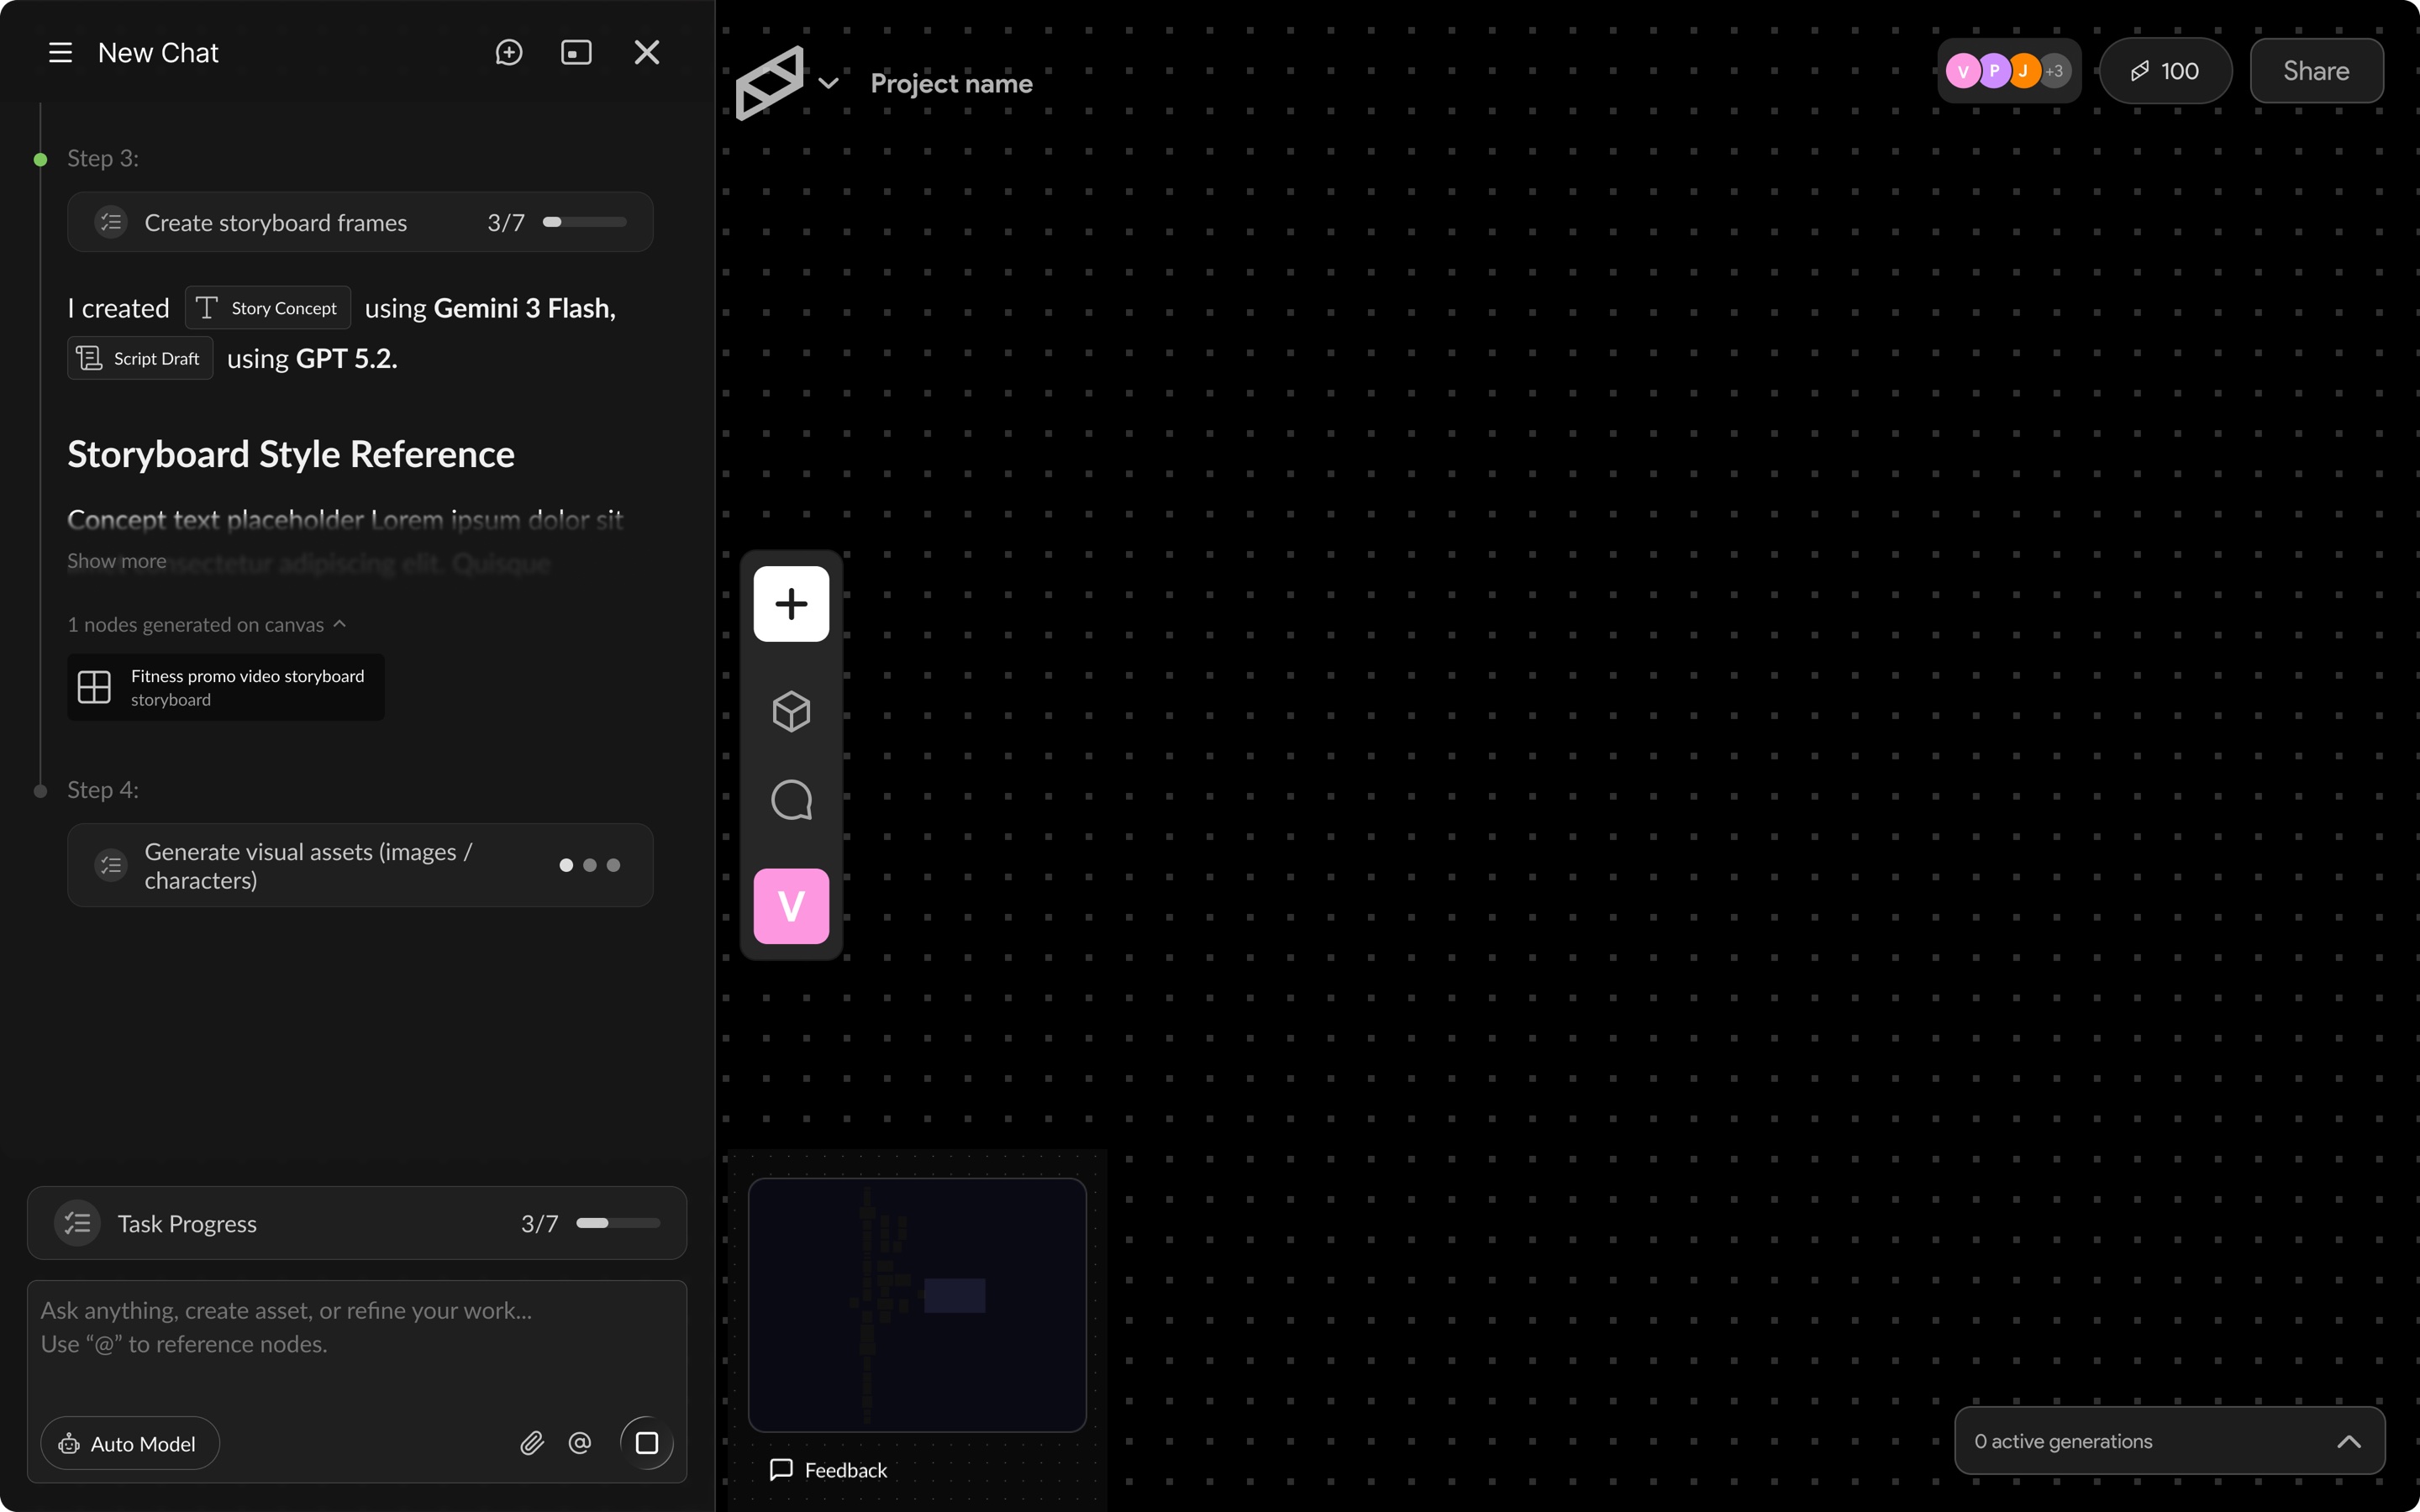 New Chat
Step 3:
Create storyboard frames 3/7
I created Story Concept using Gemini 3 Flash,
Script Draft using GPT 5.2.
Storyboard Style Reference
Concept text placeholder Lorem ipsum dolor sit
Show more
adipiscing elit. Quisque
1 nodes generated on canvas
Fitness promo video storyboard
storyboard
Step 4:
Generate visual assets (images /
characters)
Task Progress 3/7
Ask anything, create asset, or refine your work...
Use “@” to reference nodes.
Auto Model
Project name
V P J +3
100
Share
V
Feedback
0 active generations